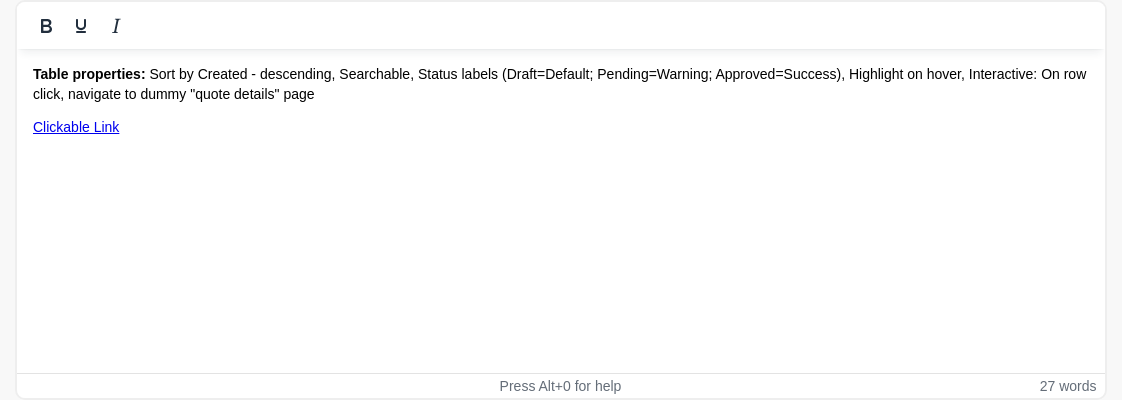 B U I
Table properties: Sort by Created - descending, Searchable, Status labels (Draft=Default; Pending=Warning; Approved=Success), Highlight on hover, Interactive: On row
click, navigate to dummy "quote details" page
Clickable Link
Press Alt+0 for help 27 words